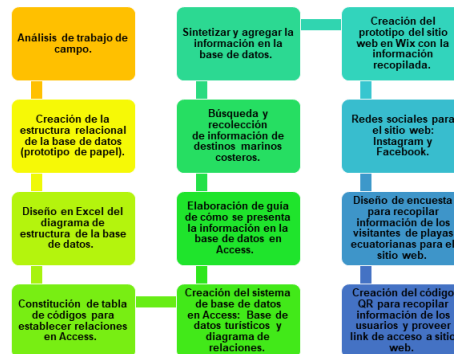 Análisis de trabajo de
campo.
Creación de la
estructura relacional
de la base de datos
(prototipo de papel).
Diseño en Excel del
diagrama de
estructura de la base
de datos.
Constitución de tabla
de códigos para
establecer relaciones
en Access.
Creación del sistema
de base de datos
en Access: Base de
datos turísticos y
diagrama de
relaciones.
Elaboración de guía
de cómo se presenta
la información en la
base de datos en
Access.
Búsqueda y
recolección
de información de
destinos marinos
costeros.
Sintetizar y agregar la
información en la
base de datos.
Creación del
prototipo del sitio
web en Wix con la
información
recopilada.
Redes sociales para
el sitio web:
Instagram y
Facebook.
Diseño de encuesta
para recopilar
información de los
visitantes de playas
ecuatorianas para el
sitio web.
Creación del código
QR para recopilar
información de los
usuarios y proveer
link de acceso a sitio
web.